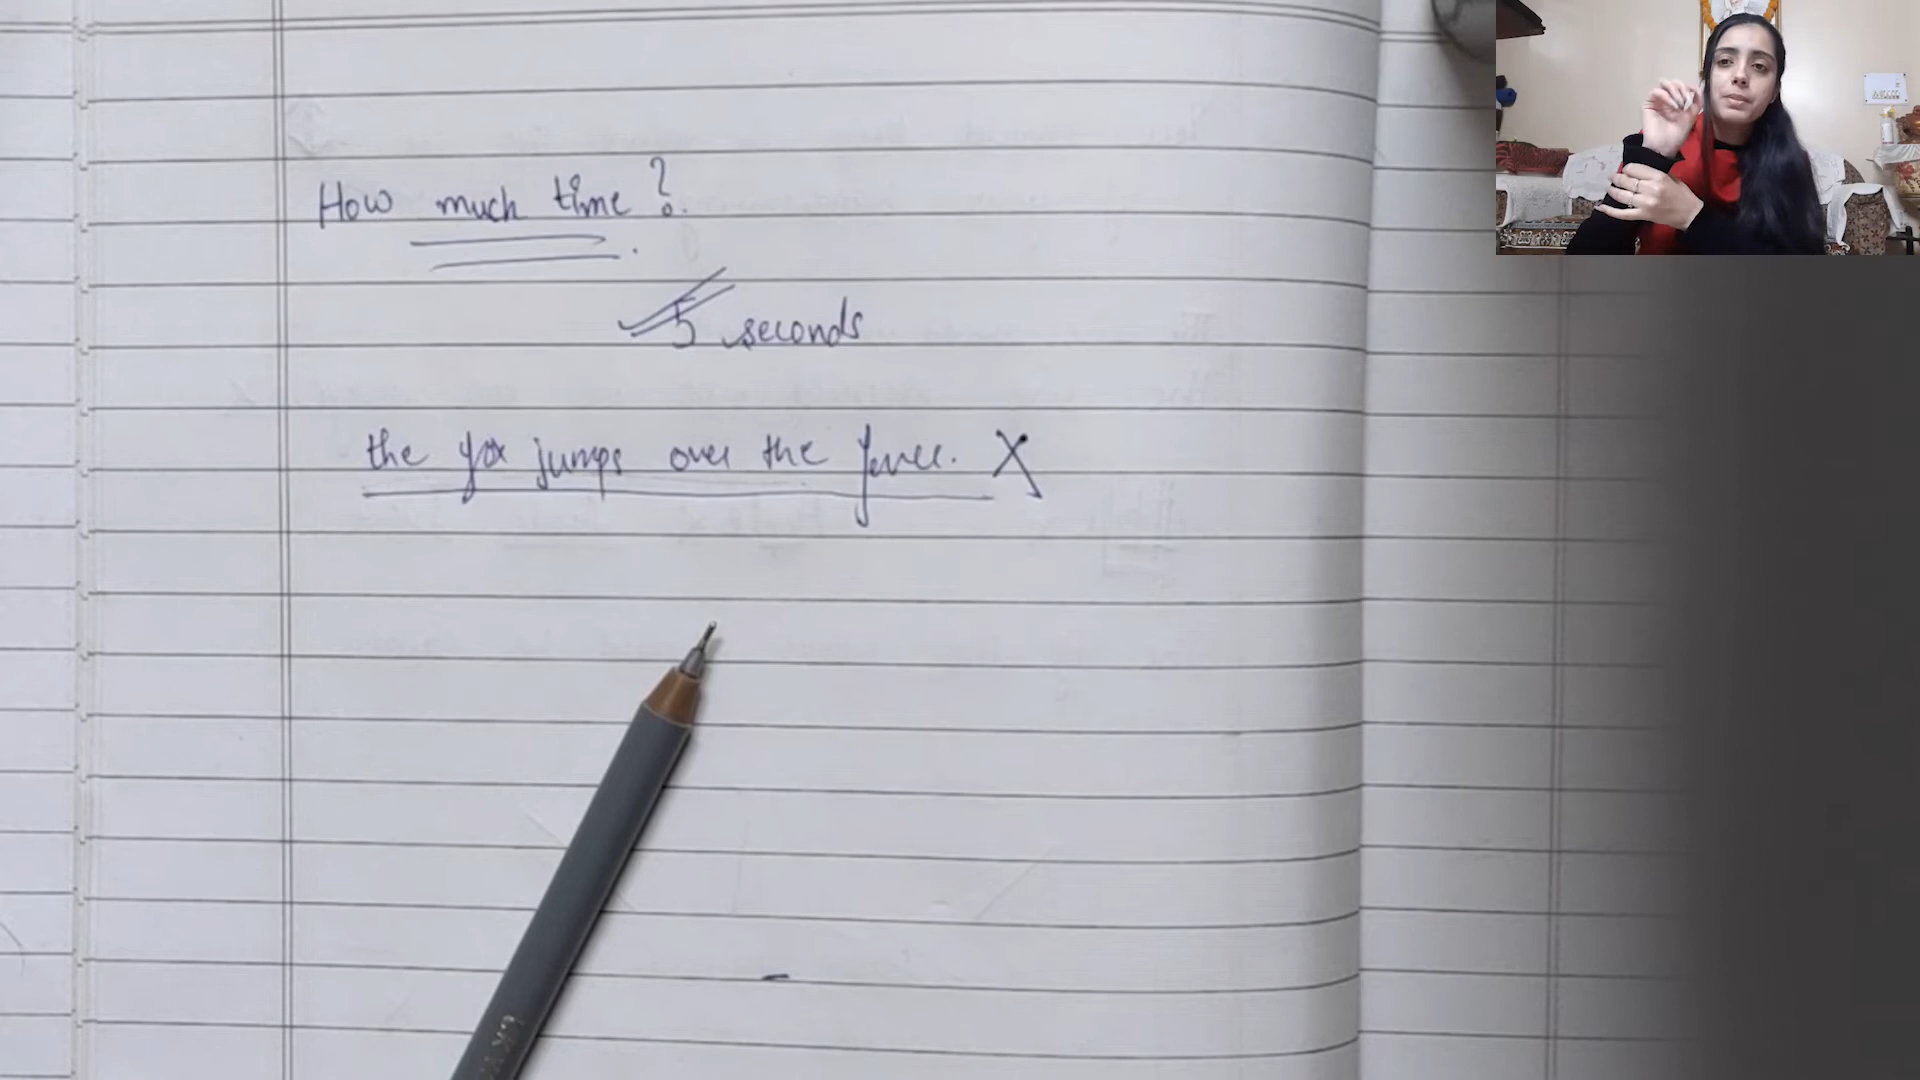 How much time?
5 seconds
the fox jumps over the fence. X